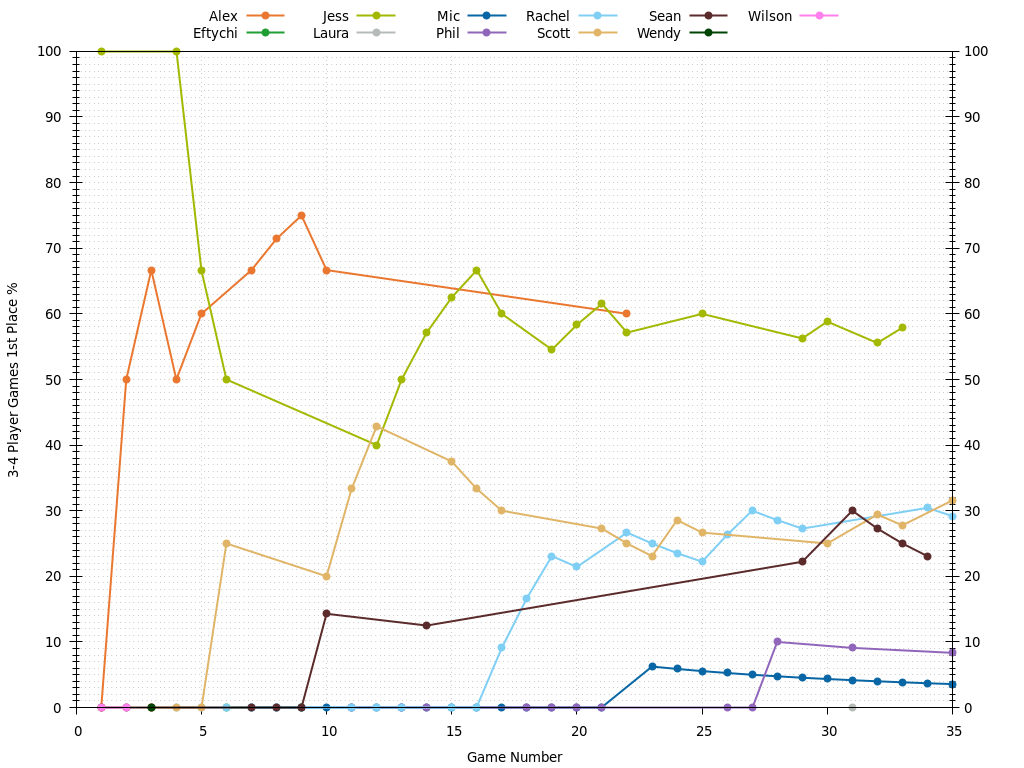 Alex Jess Mic Rachel Sean Wilson
Eftychi Laura Phil Scott Wendy
100 100
90 90
80 80
70 70
60 60
50 50
40 40
30 30
20 20
10 10
0 0
3-4 Player Games 1st Place %
0 5 10 15 20 25 30 35
Game Number